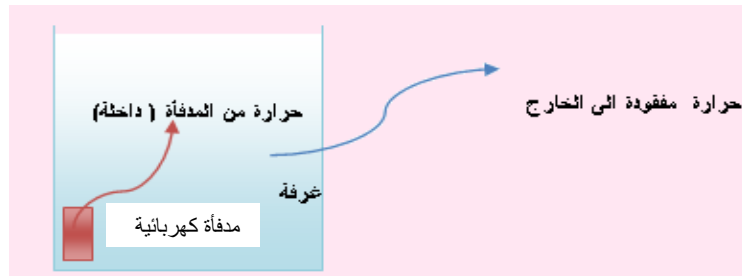 حرارة من المدفأة ( داخلة)
حرارة مفقودة الى الخارج
غرفة
مدفأة كهربائية